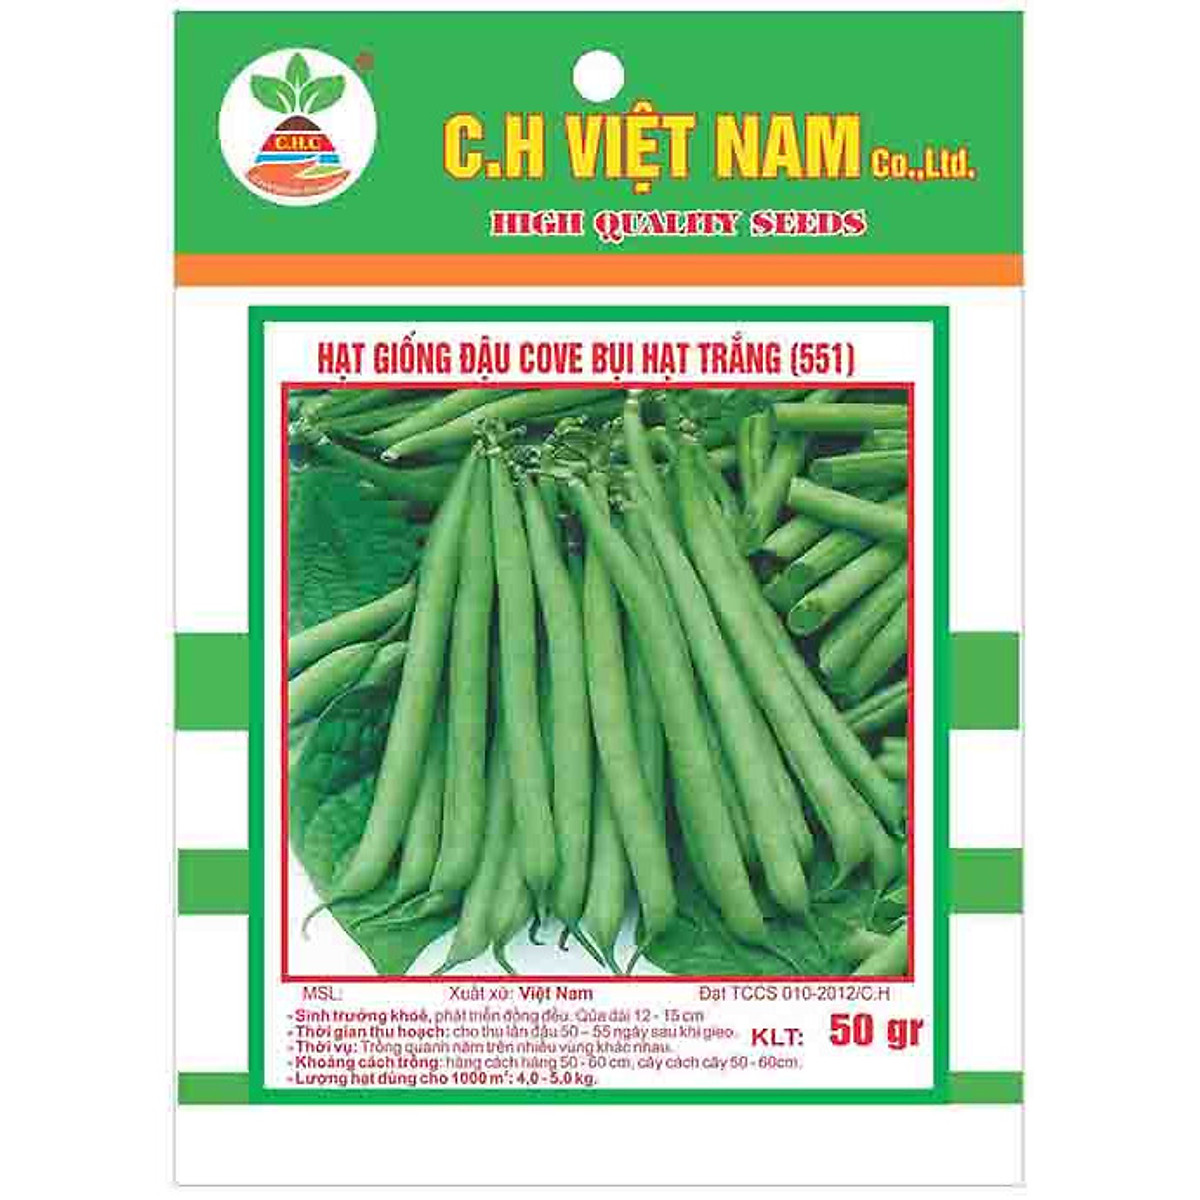 C.H.C
C.H VIỆT NAM Co.,Ltd.
HIGH QUALITY SEEDS
HẠT GIỐNG ĐẬU COVE BỤI HẠT TRẮNG (551)
MSL: Xuất xứ: Việt Nam Đạt TCCS 010-2012/C.H
- Sinh trưởng khoẻ, phát triển đồng đều. Qủa dài 12 - 15 cm
- Thời gian thu hoạch: cho thu lần đầu 50 – 55 ngày sau khi gieo.
- Thời vụ: Trồng quanh năm trên nhiều vùng khác nhau.
KLT: 50 gr
- Khoảng cách trồng: hàng cách hàng 50 - 60 cm, cây cách cây 50 - 60cm.
- Lượng hạt dùng cho 1000 m²: 4,0 - 5,0 kg.